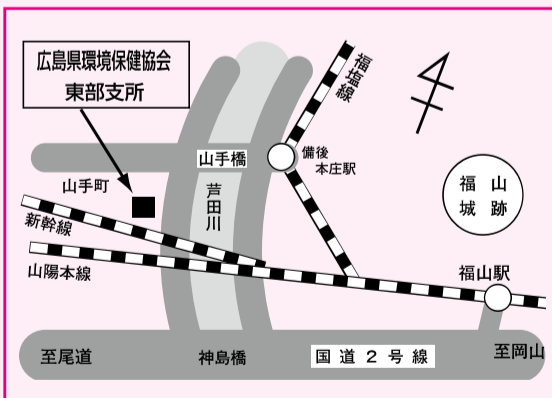 広島県環境保健協会
東部支所
福塩線
山手橋
備後
本庄駅
山手町
芦田川
福山
城跡
新幹線
山陽本線
福山駅
至尾道
神島橋
国道2号線
至岡山